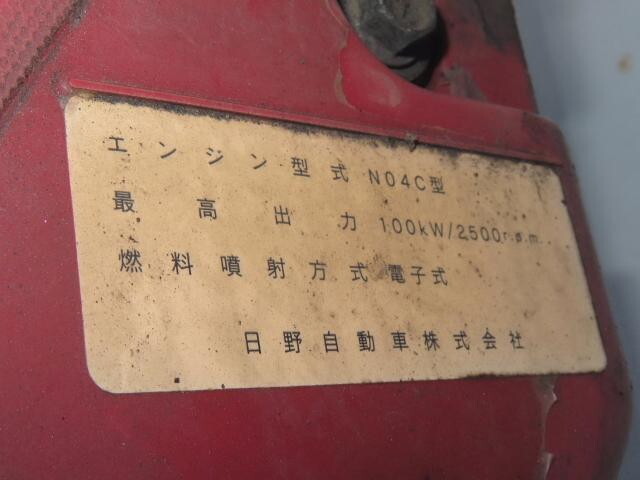 エンジン型式 N04C型
最高出力 100kW/2500r.p.m.
燃料噴射方式 電子式
日野自動車株式会社